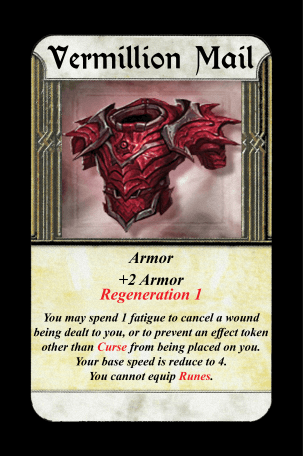 Vermillion Mail
Armor
+2 Armor
Regeneration 1
You may spend 1 fatigue to cancel a wound
being dealt to you, or to prevent an effect token
other than Curse from being placed on you.
Your base speed is reduce to 4.
You cannot equip Runes.